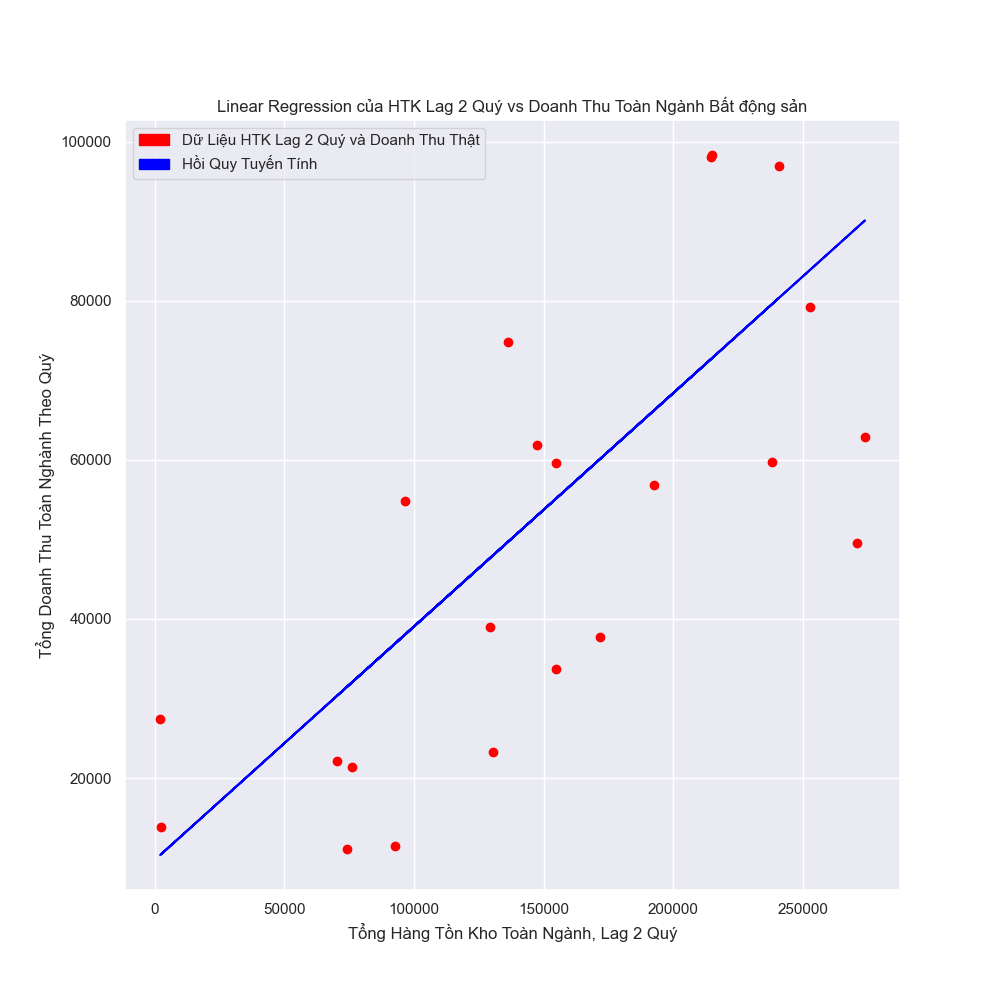 Linear Regression của HTK Lag 2 Quý vs Doanh Thu Toàn Ngành Bất động sản
Dữ Liệu HTK Lag 2 Quý và Doanh Thu Thật
Hồi Quy Tuyến Tính
100000
80000
60000
40000
20000
Tổng Doanh Thu Toàn Nghành Theo Quý
0
50000
100000
150000
200000
250000
Tổng Hàng Tồn Kho Toàn Ngành, Lag 2 Quý